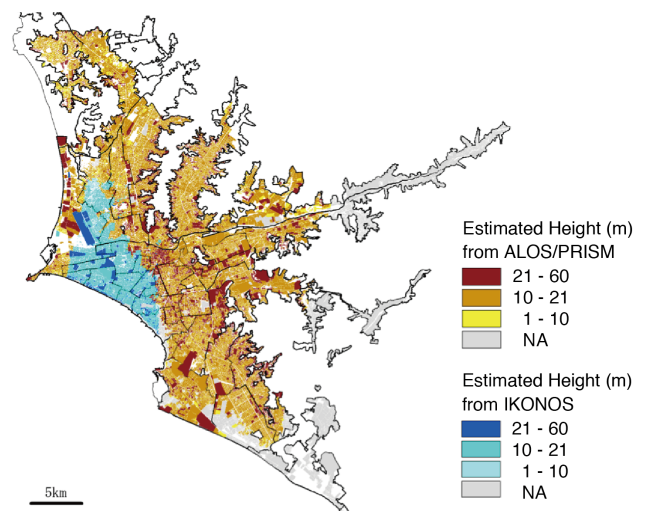 Estimated Height (m)
from ALOS/PRISM
21 - 60
10 - 21
1 - 10
NA
Estimated Height (m)
from IKONOS
21 - 60
10 - 21
1 - 10
NA
5km